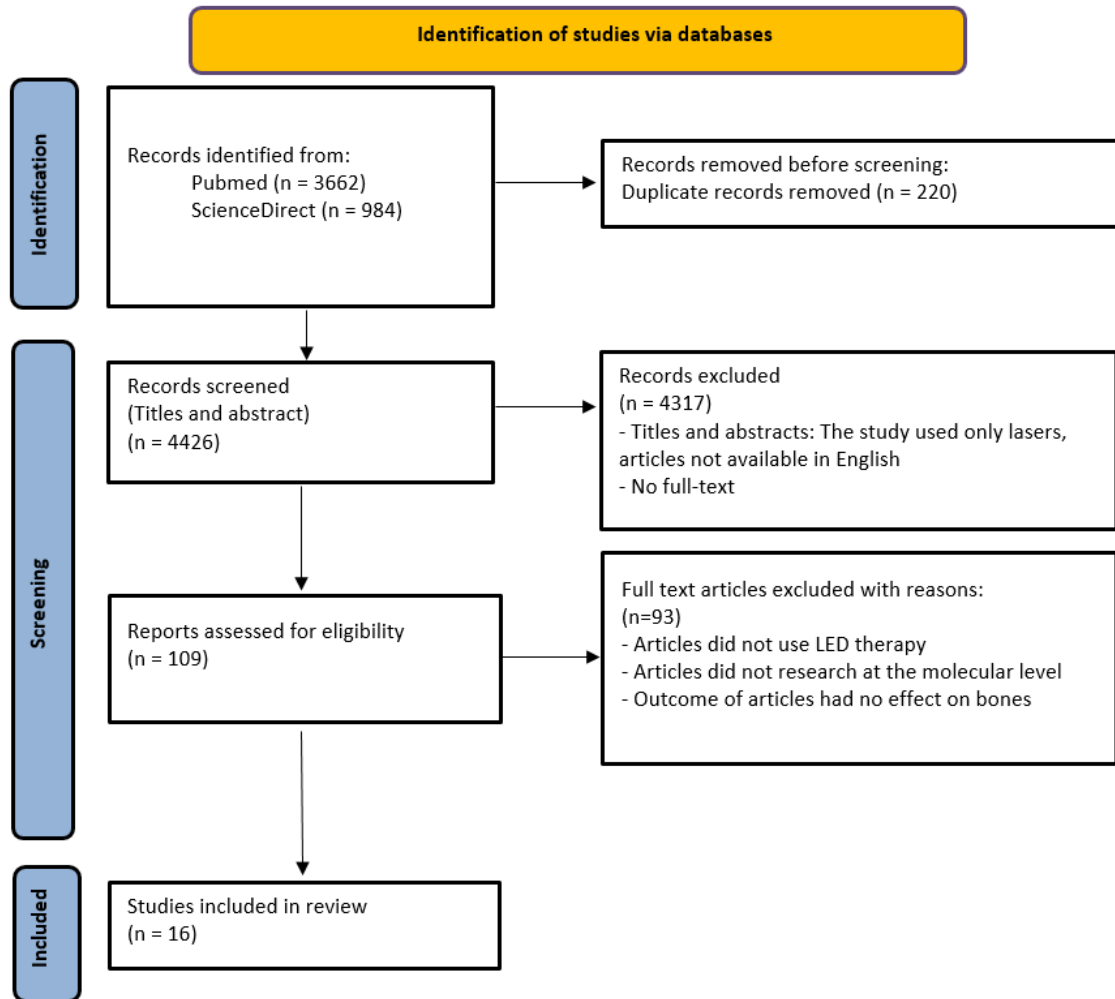 Identification of studies via databases
Identification
Records identified from:
Pubmed (n = 3662)
ScienceDirect (n = 984)
Records removed before screening:
Duplicate records removed (n = 220)
Screening
Records screened
(Titles and abstract)
(n = 4426)
Records excluded
(n = 4317)
- Titles and abstracts: The study used only lasers,
articles not available in English
- No full-text
Reports assessed for eligibility
(n = 109)
Full text articles excluded with reasons:
(n=93)
- Articles did not use LED therapy
- Articles did not research at the molecular level
- Outcome of articles had no effect on bones
Included
Studies included in review
(n = 16)